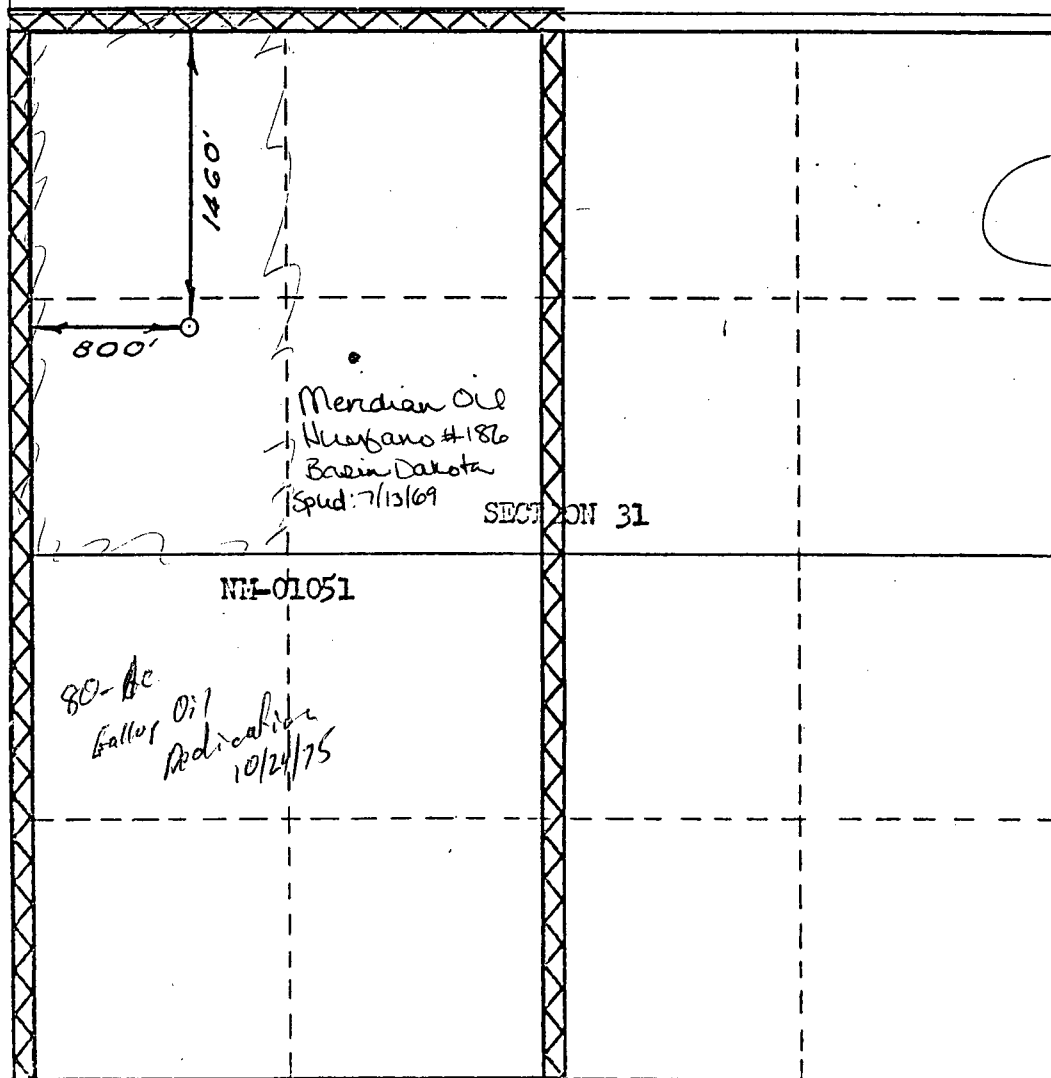 1460'
800'
Meridian Oil
Huerfano #186
Basin Dakota
Spud: 7/13/69
SECTION 31
NM-01051
80-Ac
Gallup Oil
Dedication
10/24/75